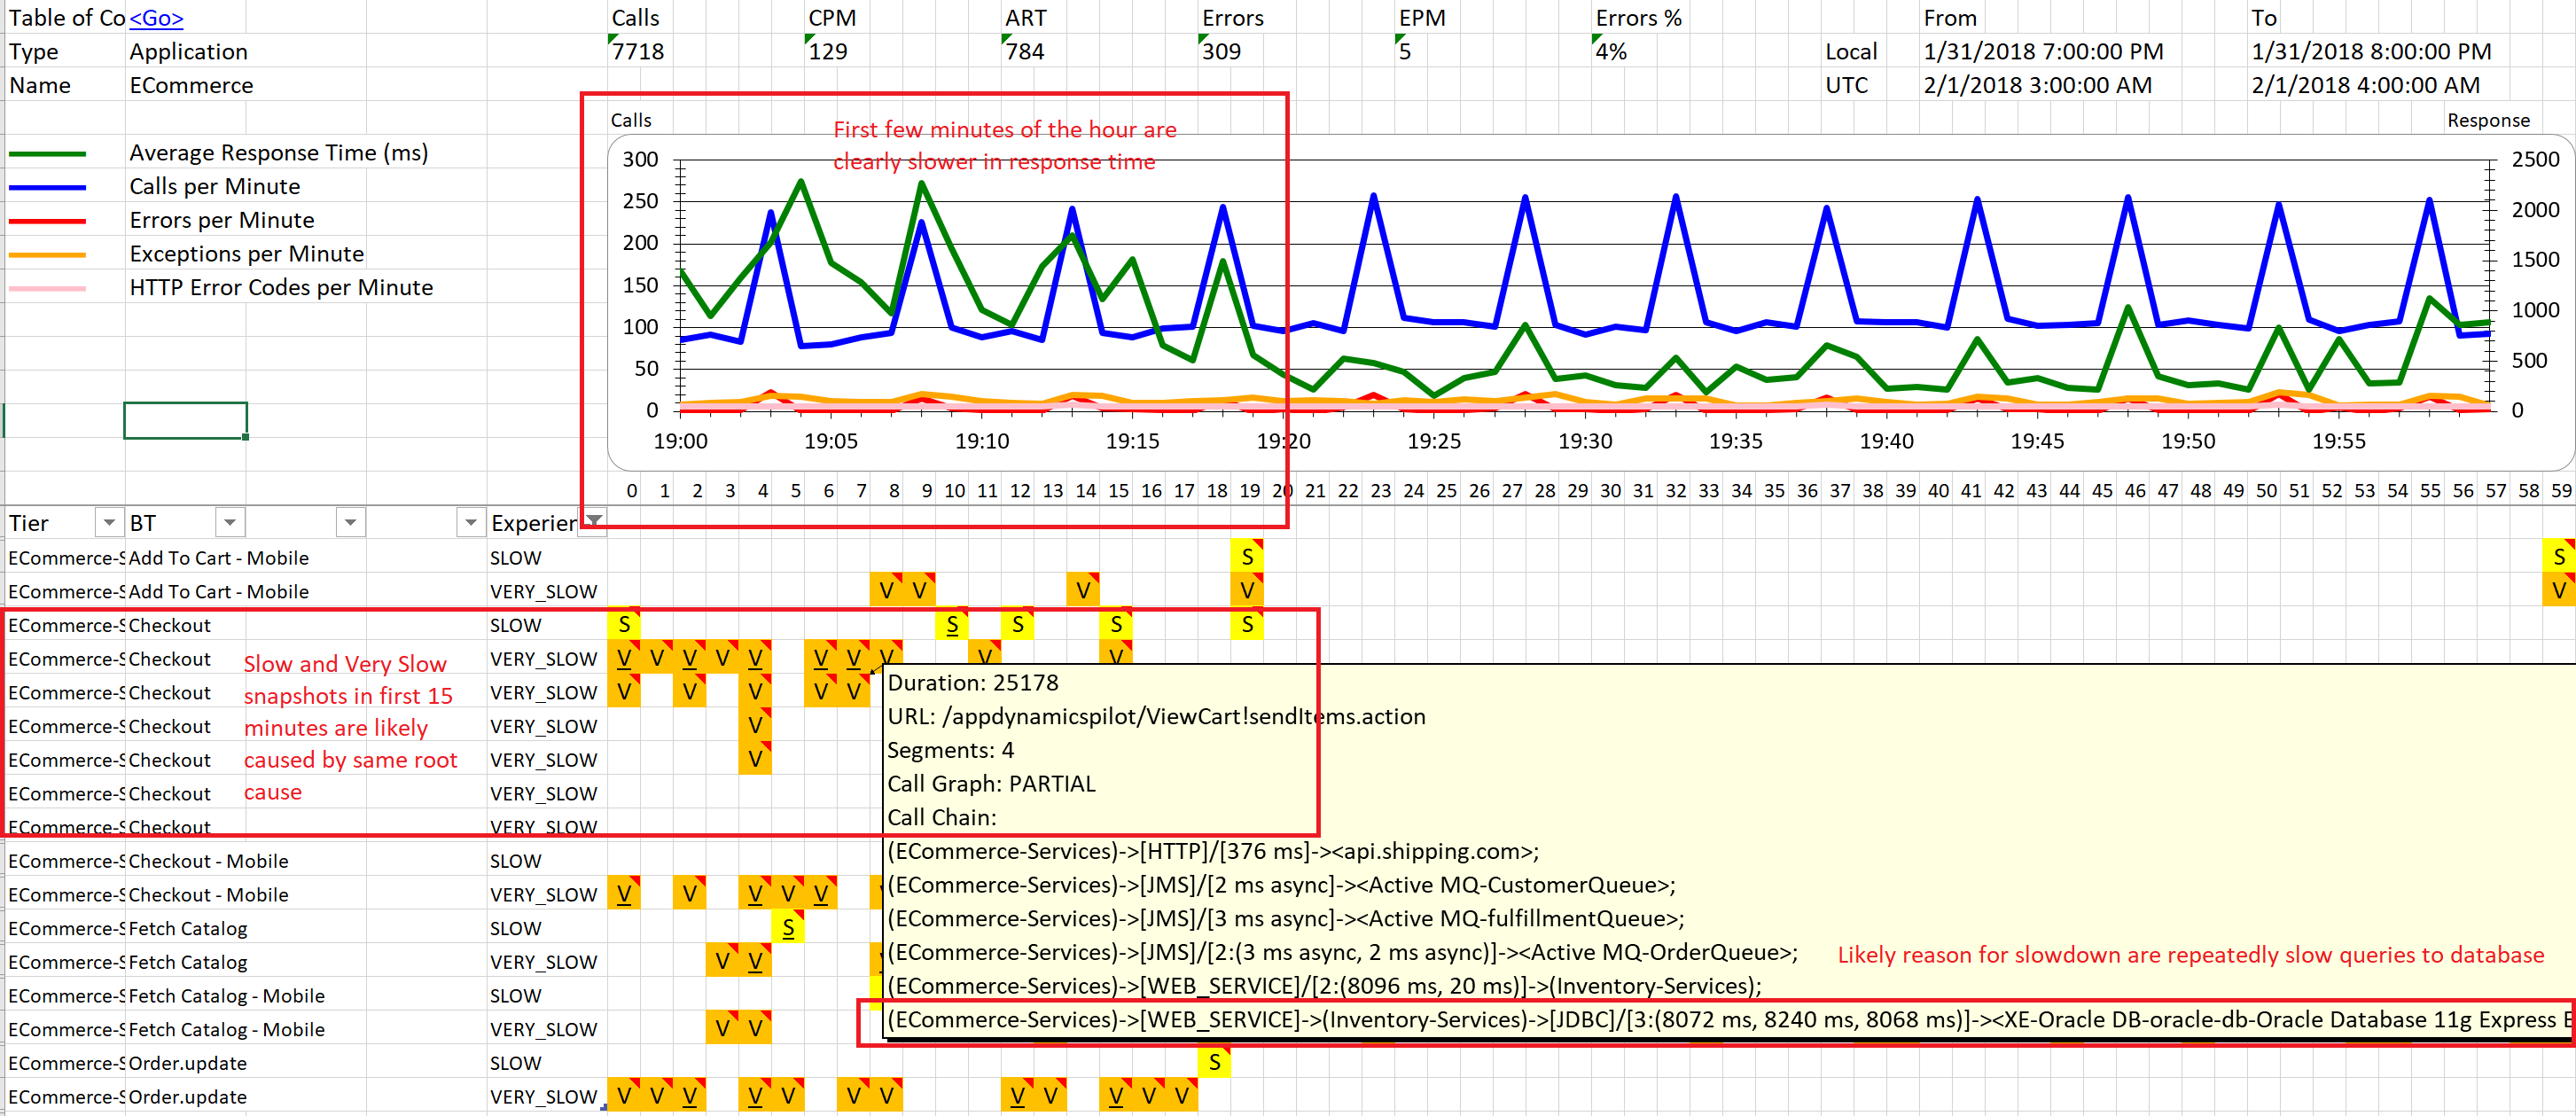 Table of Co <Go> Calls CPM ART Errors EPM Errors % From To
Type Application 7718 129 784 309 5 4% Local 1/31/2018 7:00:00 PM 1/31/2018 8:00:00 PM
Name ECommerce UTC 2/1/2018 3:00:00 AM 2/1/2018 4:00:00 AM
Calls Response
First few minutes of the hour are
clearly slower in response time
Average Response Time (ms)
Calls per Minute
Errors per Minute
Exceptions per Minute
HTTP Error Codes per Minute
300 2500
250 2000
200
150 1500
100 1000
50 500
0 0
19:00 19:05 19:10 19:15 19:20 19:25 19:30 19:35 19:40 19:45 19:50 19:55
0 1 2 3 4 5 6 7 8 9 10 11 12 13 14 15 16 17 18 19 20 21 22 23 24 25 26 27 28 29 30 31 32 33 34 35 36 37 38 39 40 41 42 43 44 45 46 47 48 49 50 51 52 53 54 55 56 57 58 59
Tier BT Experien
ECommerce-S Add To Cart - Mobile SLOW S S
ECommerce-S Add To Cart - Mobile VERY_SLOW V V V V V
ECommerce-S Checkout SLOW S S S S S
ECommerce-S Checkout VERY_SLOW V V V V V V V V V V
ECommerce-S Checkout VERY_SLOW V V V V V
ECommerce-S Checkout VERY_SLOW V
ECommerce-S Checkout VERY_SLOW V
ECommerce-S Checkout VERY_SLOW
ECommerce-S Checkout VERY_SLOW
Slow and Very Slow
snapshots in first 15
minutes are likely
caused by same root
cause
ECommerce-S Checkout - Mobile SLOW
ECommerce-S Checkout - Mobile VERY_SLOW V V V V V
ECommerce-S Fetch Catalog SLOW S
ECommerce-S Fetch Catalog VERY_SLOW V V
ECommerce-S Fetch Catalog - Mobile SLOW
ECommerce-S Fetch Catalog - Mobile VERY_SLOW V V
ECommerce-S Order.update SLOW S
ECommerce-S Order.update VERY_SLOW V V V V V V V V V V V V
Duration: 25178
URL: /appdynamicspilot/ViewCart!sendItems.action
Segments: 4
Call Graph: PARTIAL
Call Chain:
(ECommerce-Services)->[HTTP]/[376 ms]-><api.shipping.com>;
(ECommerce-Services)->[JMS]/[2 ms async]-><Active MQ-CustomerQueue>;
(ECommerce-Services)->[JMS]/[3 ms async]-><Active MQ-fulfillmentQueue>;
(ECommerce-Services)->[JMS]/[2:(3 ms async, 2 ms async)]-><Active MQ-OrderQueue>;
Likely reason for slowdown are repeatedly slow queries to database
(ECommerce-Services)->[WEB_SERVICE]/[2:(8096 ms, 20 ms)]->(Inventory-Services);
(ECommerce-Services)->[WEB_SERVICE]->(Inventory-Services)->[JDBC]/[3:(8072 ms, 8240 ms, 8068 ms)]-><XE-Oracle DB-oracle-db-Oracle Database 11g Express E